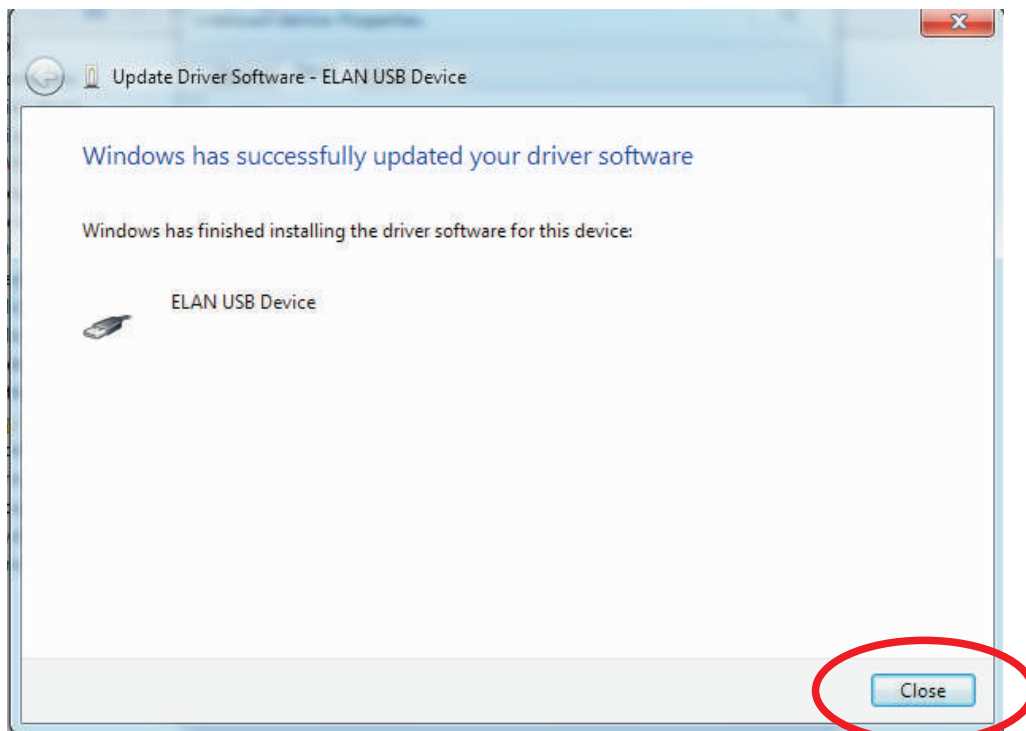 Update Driver Software - ELAN USB Device
Windows has successfully updated your driver software
Windows has finished installing the driver software for this device:
ELAN USB Device
Close